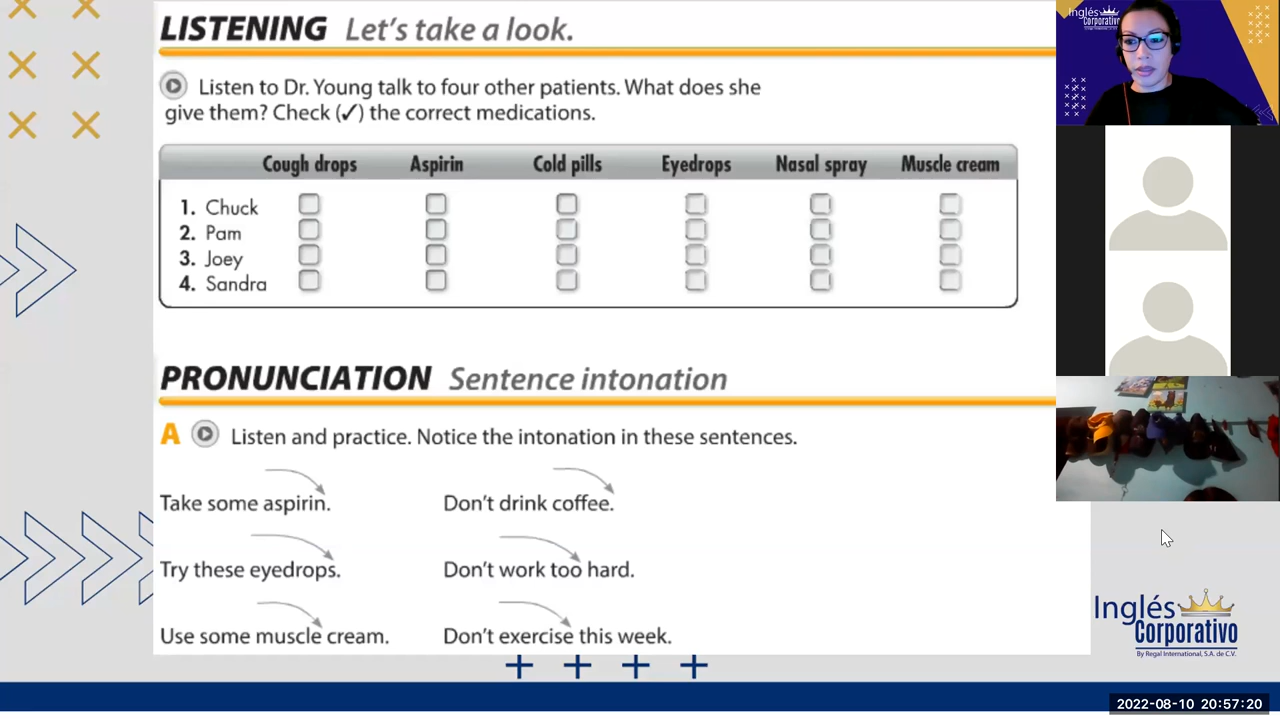 LISTENING Let's take a look.
Listen to Dr. Young talk to four other patients. What does she
give them? Check (✓) the correct medications.
Cough drops Aspirin Cold pills Eyedrops Nasal spray Muscle cream
1. Chuck
2. Pam
3. Joey
4. Sandra
PRONUNCIATION Sentence intonation
A Listen and practice. Notice the intonation in these sentences.
Take some aspirin. Don't drink coffee.
Try these eyedrops. Don't work too hard.
Use some muscle cream. Don't exercise this week.
Inglés
Corporativo
Inglés
Corporativo
By Regal International, S.A. de C.V.
2022-08-10 20:57:20